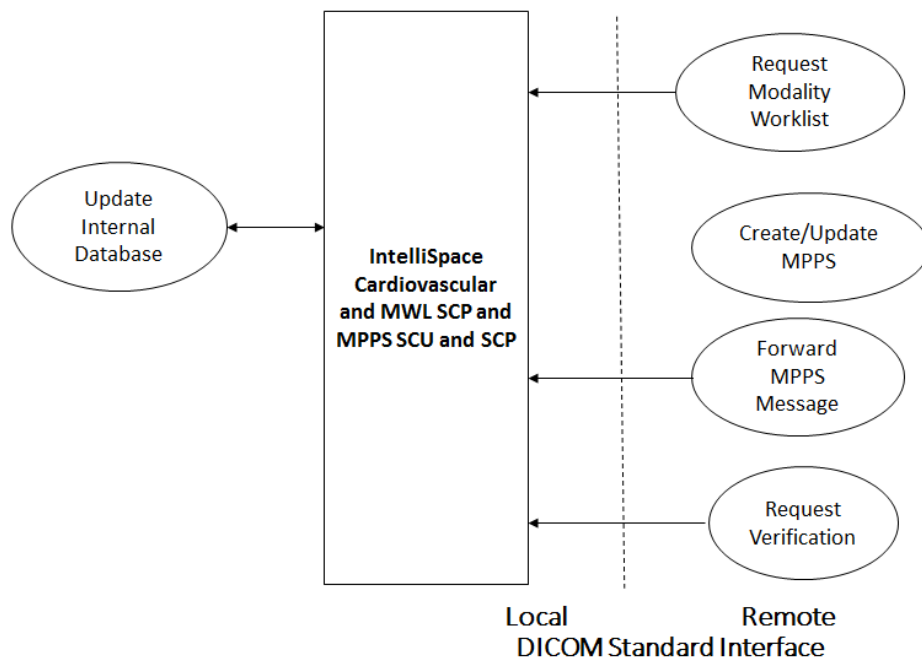 Request
Modality
Worklist
Update
Internal
Database
IntelliSpace
Cardiovascular
and MWL SCP and
MPPS SCU and SCP
Create/Update
MPPS
Forward
MPPS
Message
Request
Verification
Local
Remote
DICOM Standard Interface